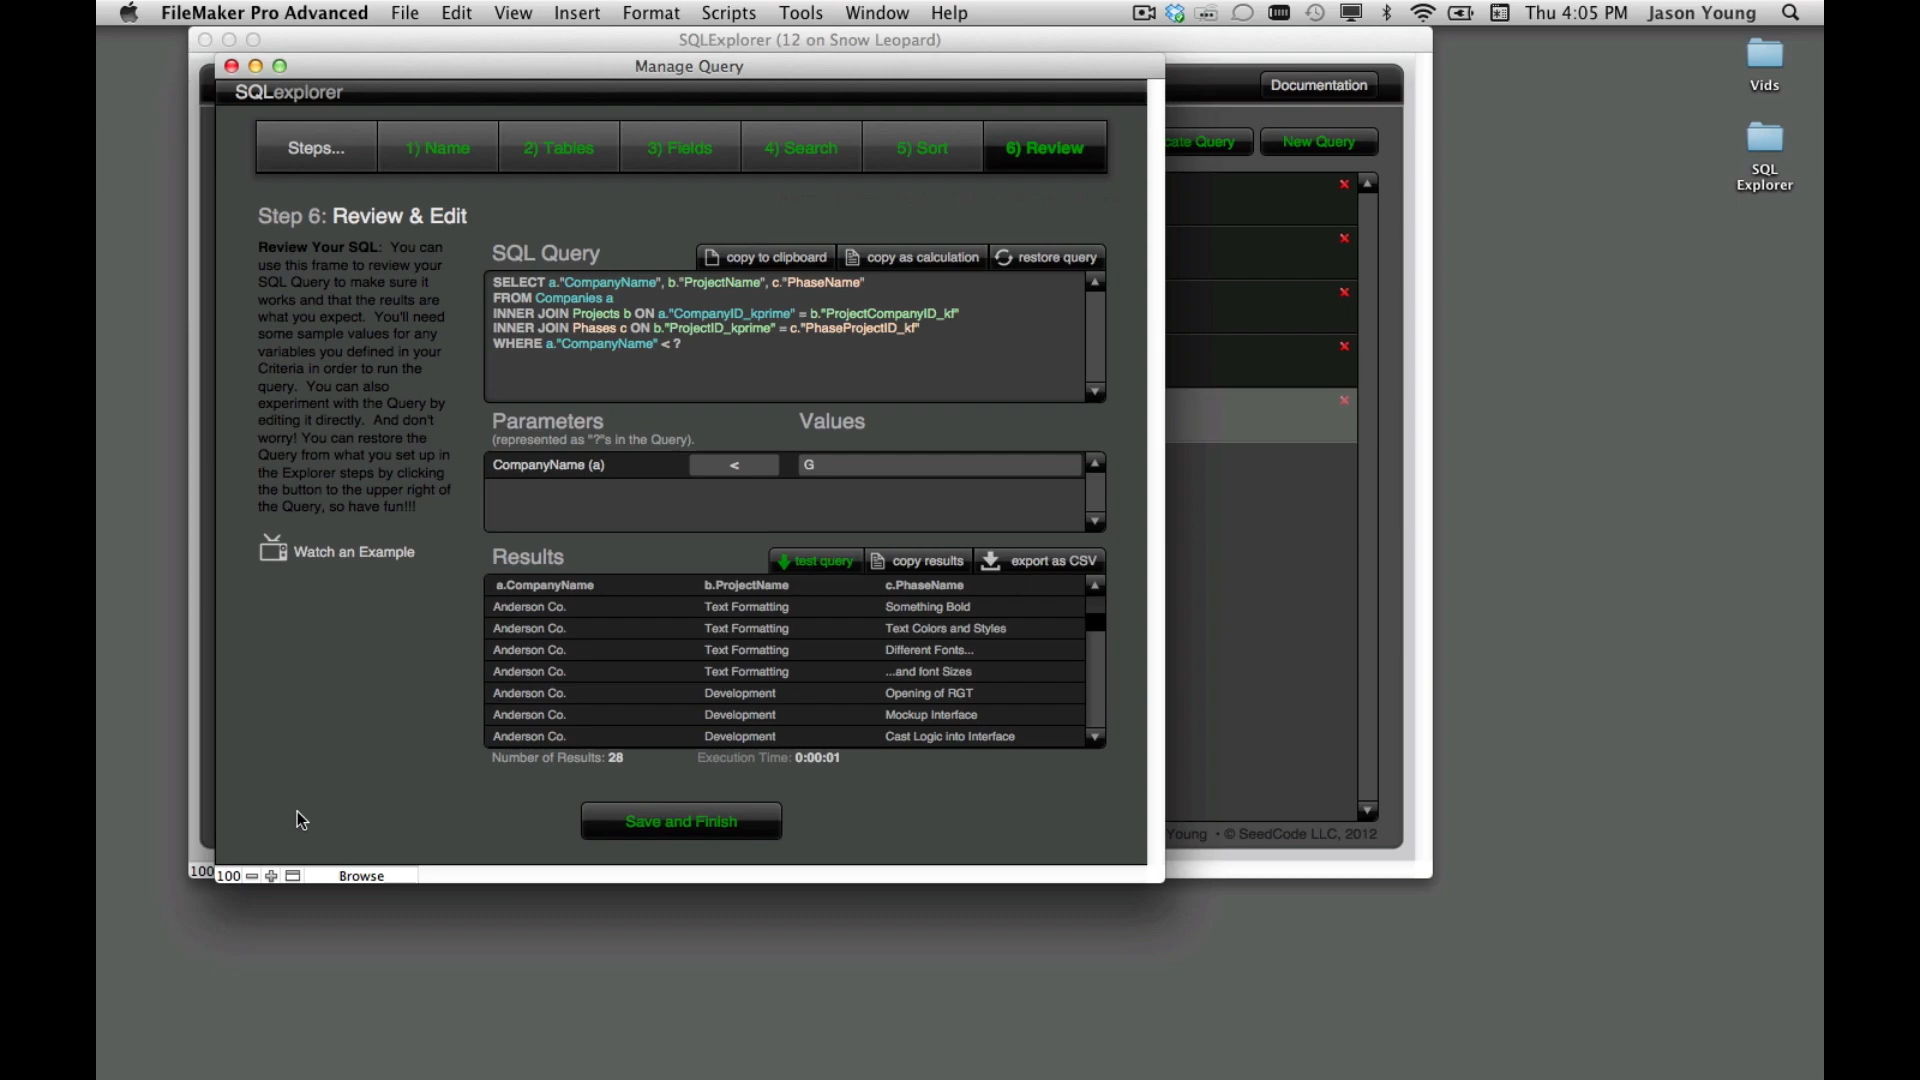 FileMaker Pro Advanced File Edit View Insert Format Scripts Tools Window Help Thu 4:05 PM Jason Young
SQLExplorer (12 on Snow Leopard)
Manage Query
SQLexplorer
Documentation
Vids
Steps... 1) Name 2) Tables 3) Fields 4) Search 5) Sort 6) Review
cate Query New Query
SQL
Explorer
Step 6: Review & Edit
Review Your SQL: You can
use this frame to review your
SQL Query to make sure it
works and that the reults are
what you expect. You'll need
some sample values for any
variables you defined in your
Criteria in order to run the
query. You can also
experiment with the Query by
editing it directly. And don't
worry! You can restore the
Query from what you set up in
the Explorer steps by clicking
the button to the upper right of
the Query, so have fun!!!
Watch an Example
SQL Query copy to clipboard copy as calculation restore query
SELECT a."CompanyName", b."ProjectName", c."PhaseName"
FROM Companies a
INNER JOIN Projects b ON a."CompanyID_kprime" = b."ProjectCompanyID_kf"
INNER JOIN Phases c ON b."ProjectID_kprime" = c."PhaseProjectID_kf"
WHERE a."CompanyName" < ?
Parameters Values
(represented as "?"s in the Query).
CompanyName (a) < G
Results test query copy results export as CSV
a.CompanyName b.ProjectName c.PhaseName
Anderson Co. Text Formatting Something Bold
Anderson Co. Text Formatting Text Colors and Styles
Anderson Co. Text Formatting Different Fonts...
Anderson Co. Text Formatting ...and font Sizes
Anderson Co. Development Opening of RGT
Anderson Co. Development Mockup Interface
Anderson Co. Development Cast Logic into Interface
Number of Results: 28 Execution Time: 0:00:01
Save and Finish
Young • © SeedCode LLC, 2012
100
100 Browse